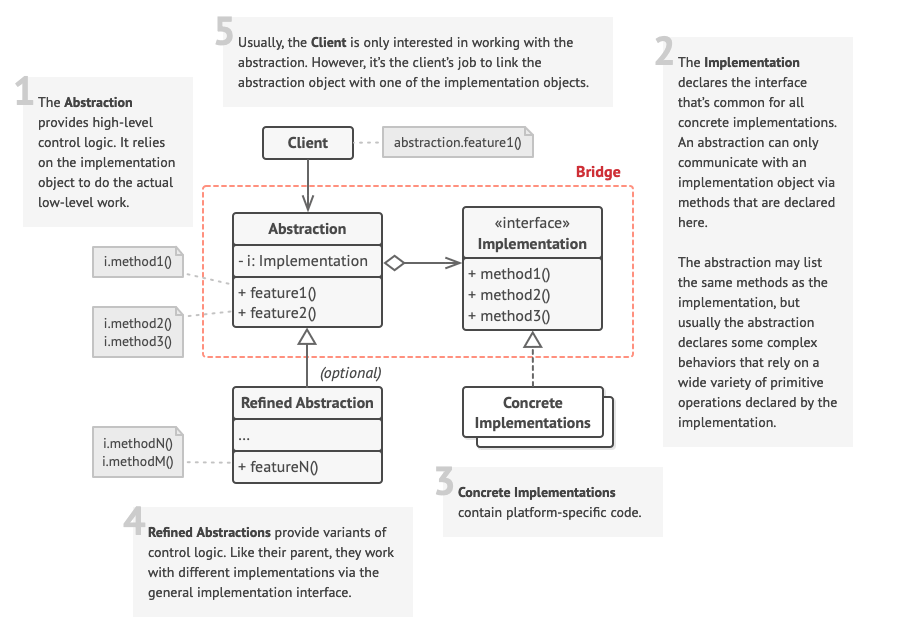 5
Usually, the Client is only interested in working with the
abstraction. However, it's the client's job to link the
abstraction object with one of the implementation objects.
1
The Abstraction
provides high-level
control logic. It relies
on the implementation
object to do the actual
low-level work.
2
The Implementation
declares the interface
that's common for all
concrete implementations.
An abstraction can only
communicate with an
implementation object via
methods that are declared
here.
The abstraction may list
the same methods as the
implementation, but
usually the abstraction
declares some complex
behaviors that rely on a
wide variety of primitive
operations declared by the
implementation.
Client
abstraction.feature1()
Bridge
Abstraction
- i: Implementation
+ feature1()
+ feature2()
«interface»
Implementation
+ method1()
+ method2()
+ method3()
i.method1()
i.method2()
i.method3()
(optional)
Refined Abstraction
...
+ featureN()
i.methodN()
i.methodM()
Concrete
Implementations
3
Concrete Implementations
contain platform-specific code.
4
Refined Abstractions provide variants of
control logic. Like their parent, they work
with different implementations via the
general implementation interface.